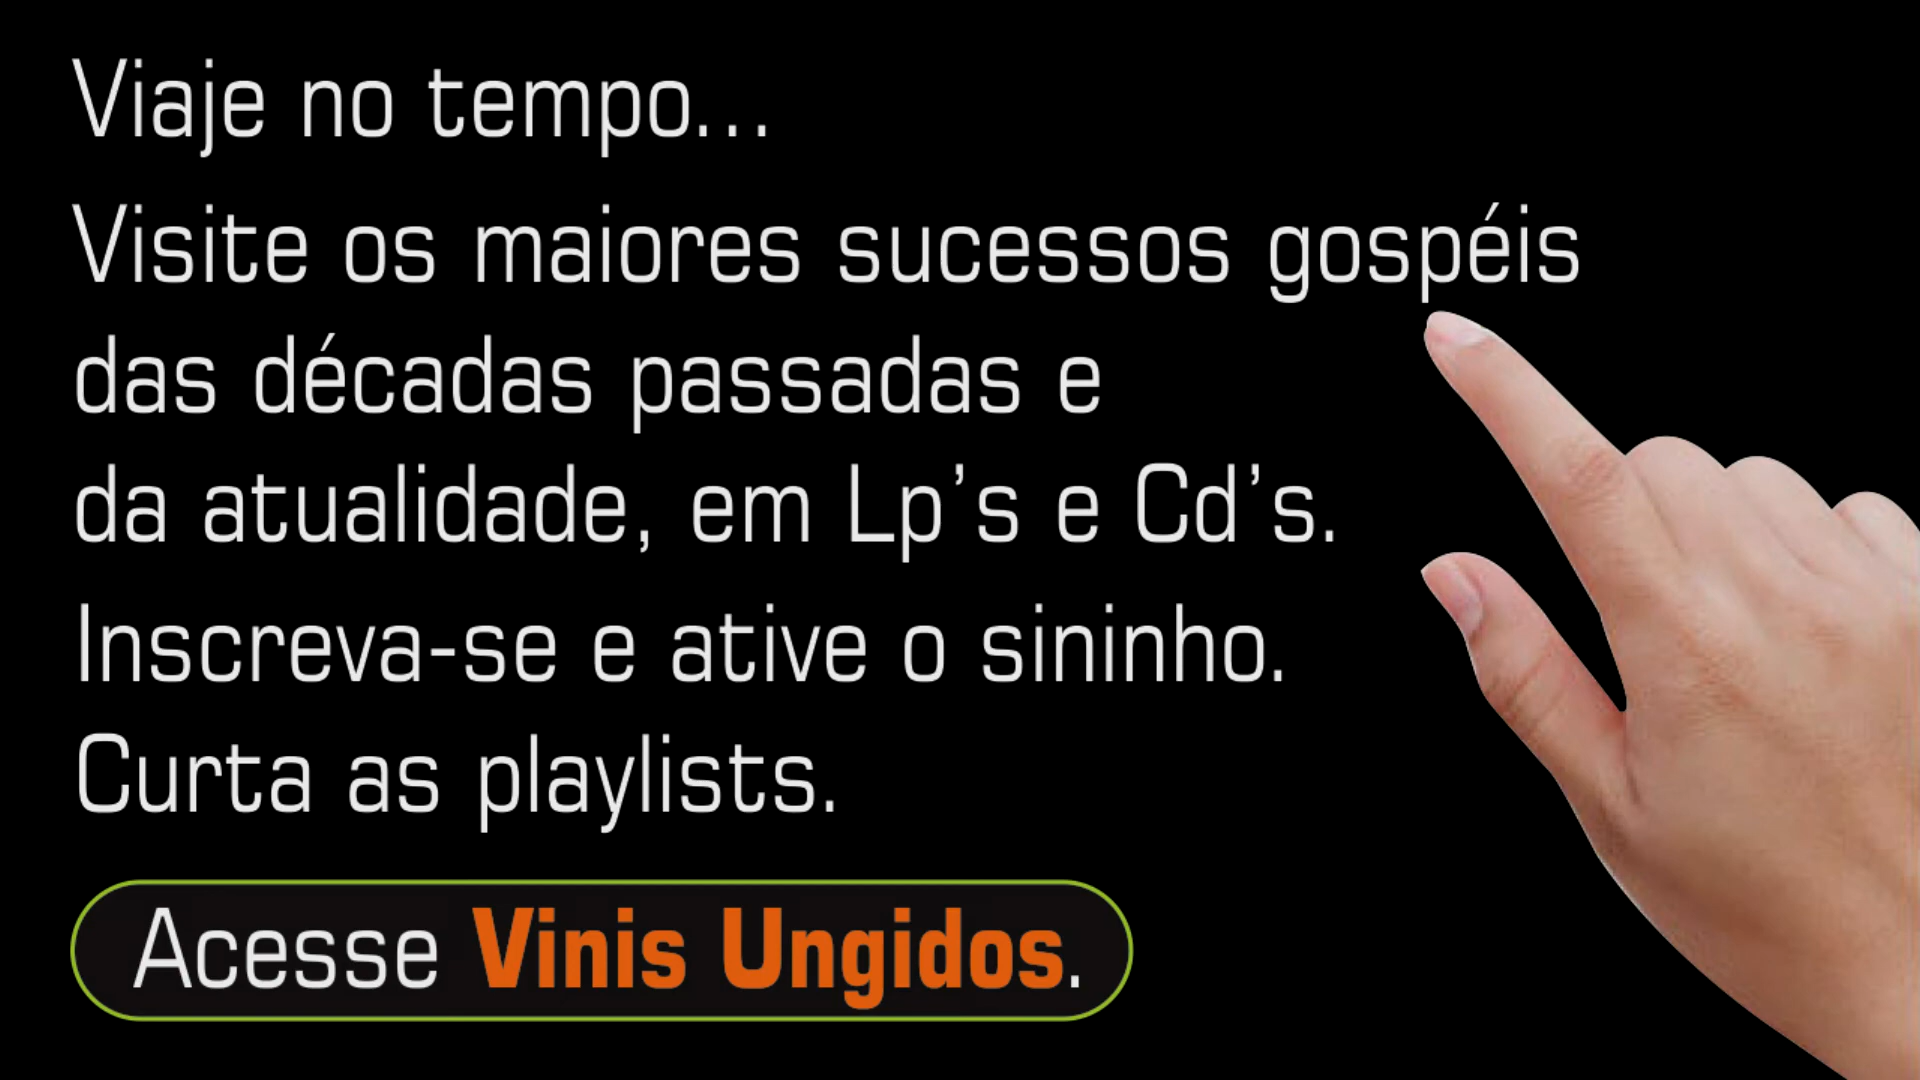 Viaje no tempo...
Visite os maiores sucessos gospéis
das décadas passadas e
da atualidade, em Lp’s e Cd’s.
Inscreva-se e ative o sininho.
Curta as playlists.
Acesse Vinis Ungidos.